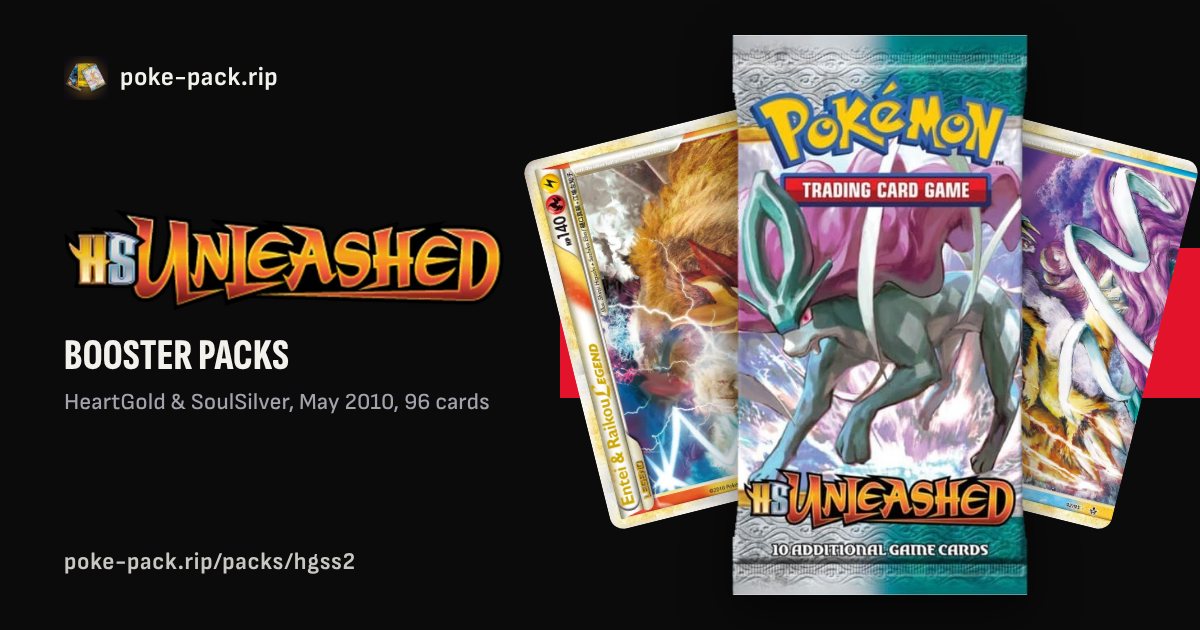 poke-pack.rip
HS UNLEASHED
BOOSTER PACKS
HeartGold & SoulSilver, May 2010, 96 cards
poke-pack.rip/packs/hgss2
HP 140
Entei & Raikou LEGEND
POKéMON
TRADING CARD GAME
HS UNLEASHED
10 ADDITIONAL GAME CARDS